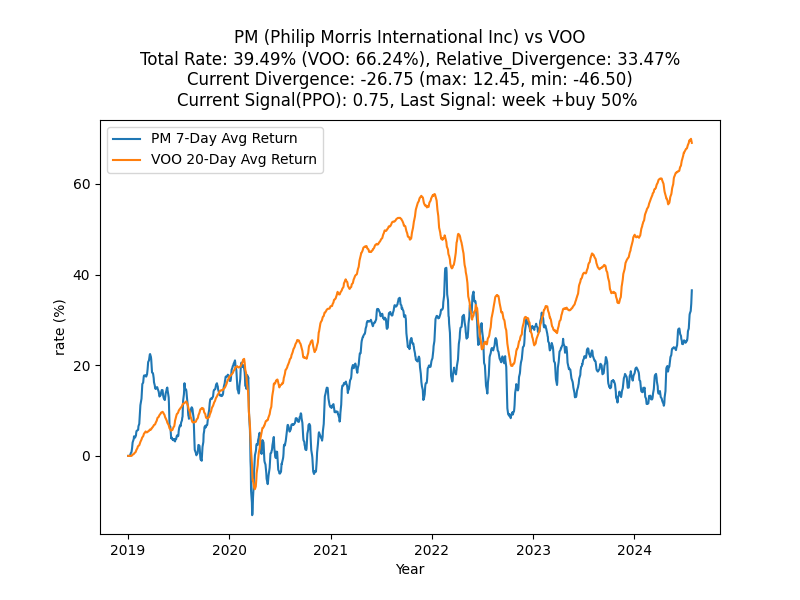 PM (Philip Morris International Inc) vs VOO
Total Rate: 39.49% (VOO: 66.24%), Relative_Divergence: 33.47%
Current Divergence: -26.75 (max: 12.45, min: -46.50)
Current Signal(PPO): 0.75, Last Signal: week +buy 50%
PM 7-Day Avg Return
VOO 20-Day Avg Return
60
40
20
0
rate (%)
2019 2020 2021 2022 2023 2024
Year